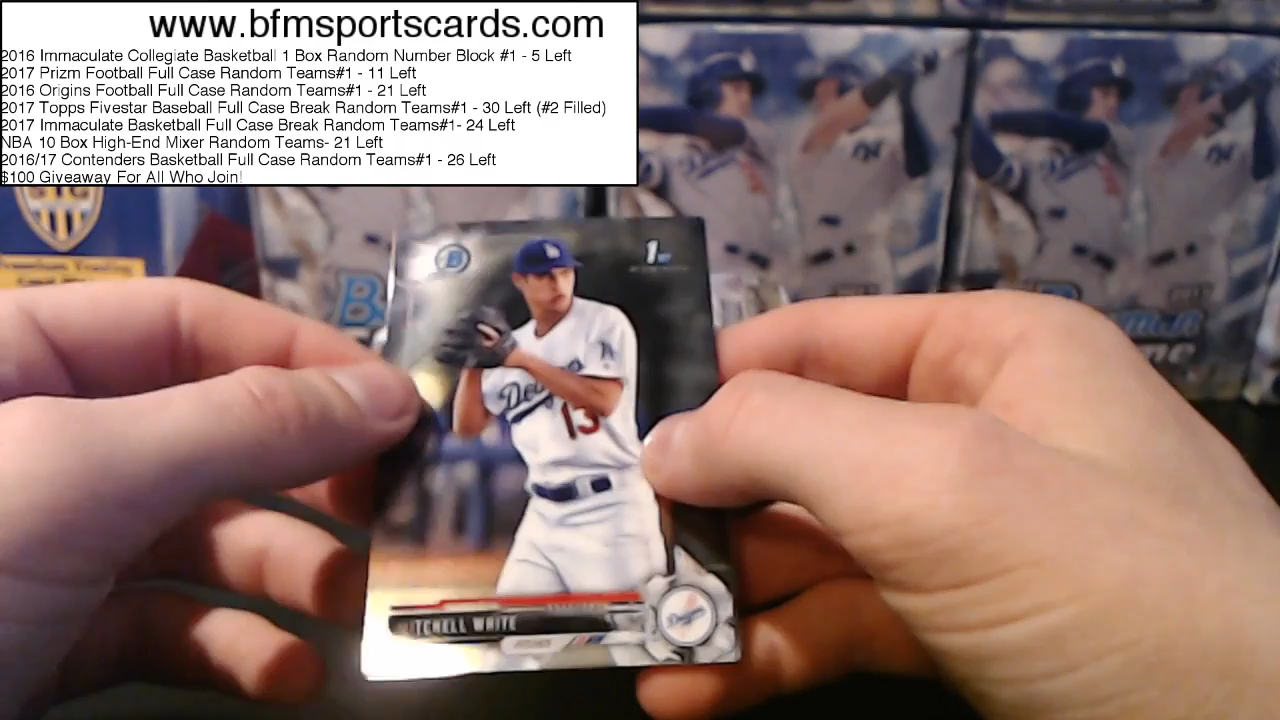 www.bfmsportscards.com
2016 Immaculate Collegiate Basketball 1 Box Random Number Block #1 - 5 Left
2017 Prizm Football Full Case Random Teams#1 - 11 Left
2016 Origins Football Full Case Random Teams#1 - 21 Left
2017 Topps Fivestar Baseball Full Case Break Random Teams#1 - 30 Left (#2 Filled)
2017 Immaculate Basketball Full Case Break Random Teams#1- 24 Left
NBA 10 Box High-End Mixer Random Teams- 21 Left
2016/17 Contenders Basketball Full Case Random Teams#1 - 26 Left
$100 Giveaway For All Who Join!
B
1st
Dodgers
13
MITCHELL WHITE
Dodgers